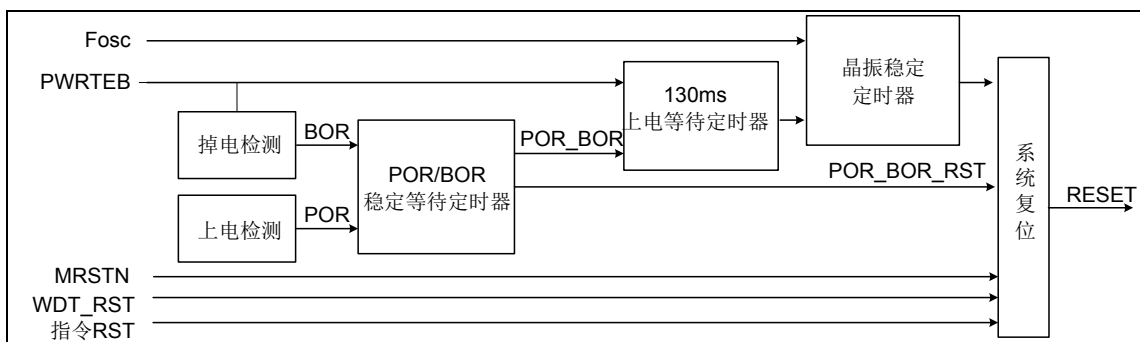 Fosc
PWRTEB
掉电检测
BOR
上电检测
POR
POR/BOR
稳定等待定时器
POR_BOR
130ms
上电等待定时器
晶振稳定
定时器
POR_BOR_RST
系统复位
RESET
MRSTN
WDT_RST
指令RST